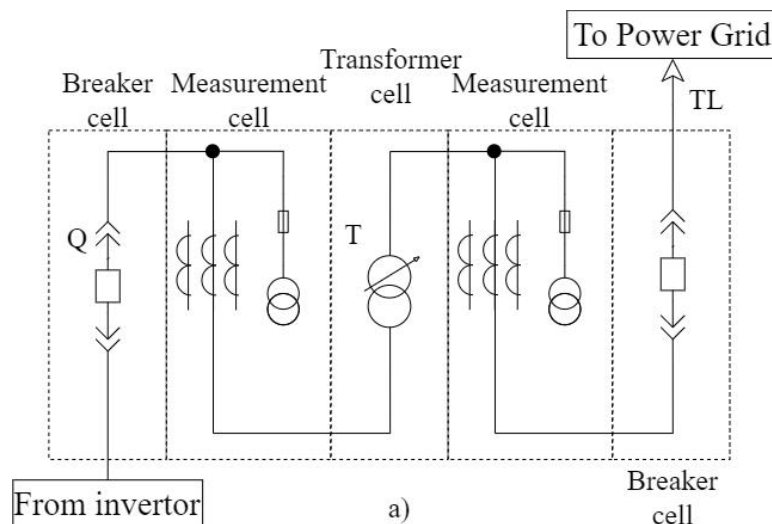 To Power Grid
Breaker
cell
Measurement
cell
Transformer
cell
Measurement
cell
TL
Q
T
From invertor
a)
Breaker
cell